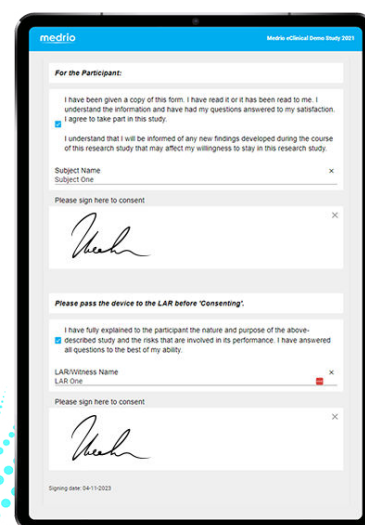 medrio
Medrio eClinical Demo Study 2021
For the Participant:
I have been given a copy of this form. I have read it or it has been read to me. I
understand the information and have had my questions answered to my satisfaction.
I agree to take part in this study.
I understand that I will be informed of any new findings developed during the course
of this research study that may affect my willingness to stay in this research study.
Subject Name
Subject One
Please sign here to consent
Please pass the device to the LAR before 'Consenting'.
I have fully explained to the participant the nature and purpose of the above-
described study and the risks that are involved in its performance. I have answered
all questions to the best of my ability.
LAR/Witness Name
LAR One
Please sign here to consent
Signing date: 04-11-2023